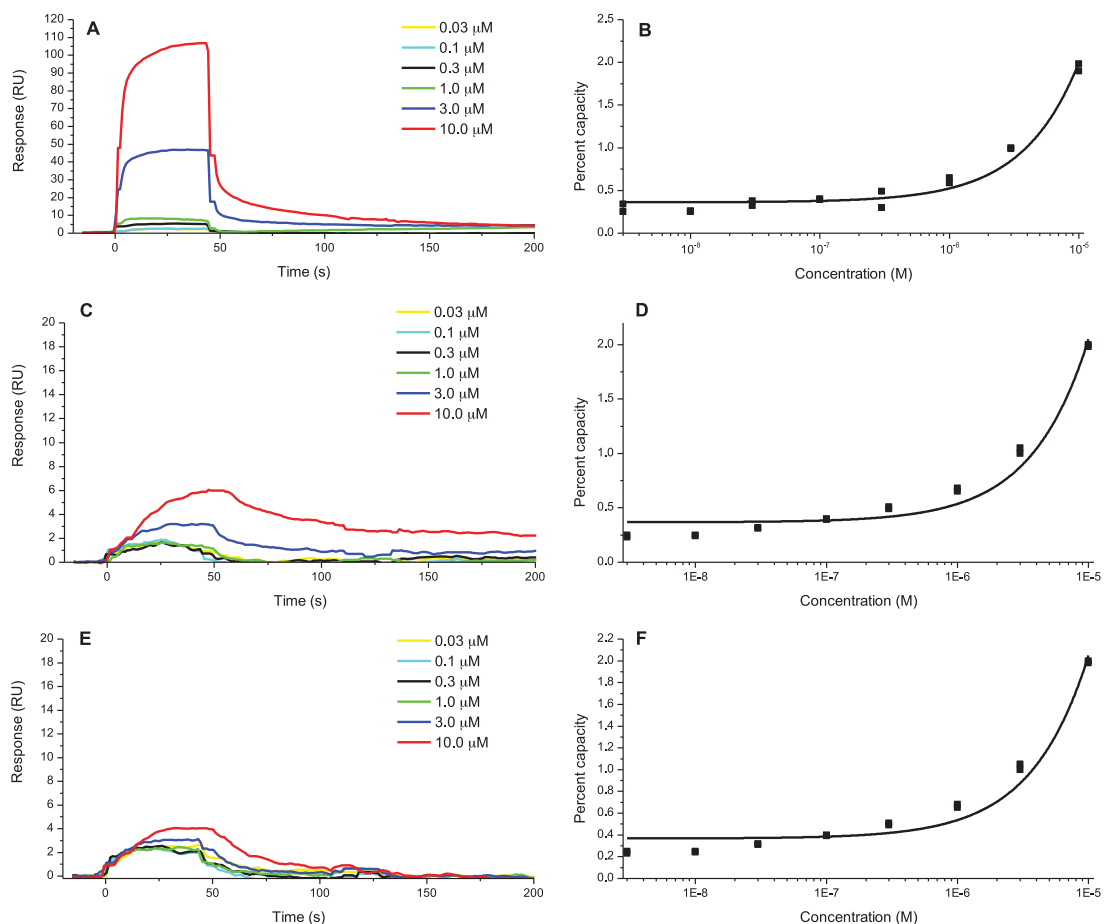 A
Response (RU)
120
110
100
90
80
70
60
50
40
30
20
10
0
0.03 μM
0.1 μM
0.3 μM
1.0 μM
3.0 μM
10.0 μM
0 50 100 150 200
Time (s)
B
Percent capacity
2.5
2.0
1.5
1.0
0.5
0.0
10-8 10-7 10-6 10-5
Concentration (M)
C
Response (RU)
20
18
16
14
12
10
8
6
4
2
0
0.03 μM
0.1 μM
0.3 μM
1.0 μM
3.0 μM
10.0 μM
0 50 100 150 200
Time (s)
D
Percent capacity
2.0
1.5
1.0
0.5
0.0
1E-8 1E-7 1E-6 1E-5
Concentration (M)
E
Response (RU)
20
18
16
14
12
10
8
6
4
2
0
0.03 μM
0.1 μM
0.3 μM
1.0 μM
3.0 μM
10.0 μM
0 50 100 150 200
Time (s)
F
Percent capacity
2.2
2.0
1.8
1.6
1.4
1.2
1.0
0.8
0.6
0.4
0.2
0.0
1E-8 1E-7 1E-6 1E-5
Concentration (M)